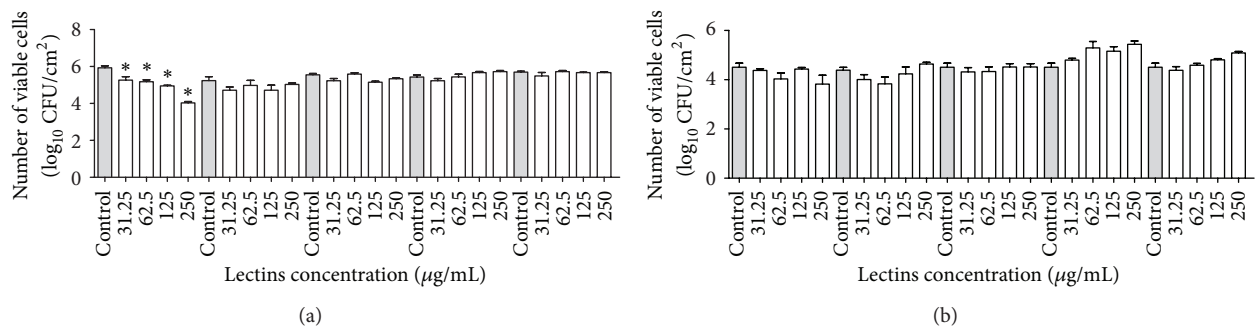 Number of viable cells
(log10 CFU/cm2)
8
6
4
2
0
* * * *
Control 31.25 62.5 125 250 Control 31.25 62.5 125 250 Control 31.25 62.5 125 250 Control 31.25 62.5 125 250 Control 31.25 62.5 125 250
Lectins concentration (μg/mL)
(a)
Number of viable cells
(log10 CFU/cm2)
6
4
2
0
Control 31.25 62.5 125 250 Control 31.25 62.5 125 250 Control 31.25 62.5 125 250 Control 31.25 62.5 125 250 Control 31.25 62.5 125 250
Lectins concentration (μg/mL)
(b)